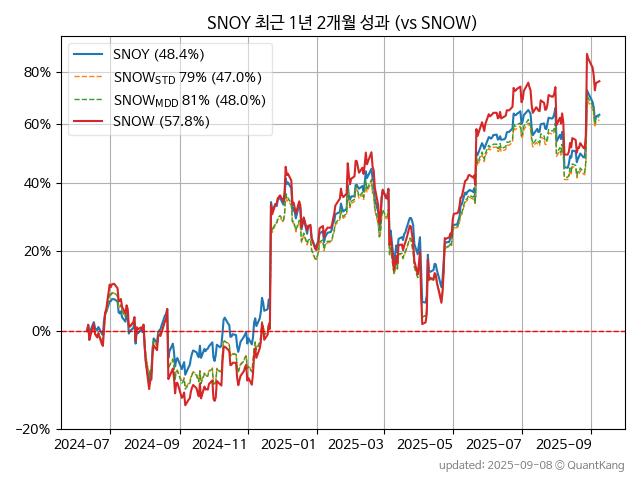 SNOY 최근 1년 2개월 성과 (vs SNOW)
SNOY (48.4%)
SNOW_STD 79% (47.0%)
SNOW_MDD 81% (48.0%)
SNOW (57.8%)
80%
60%
40%
20%
0%
−20%
2024-07 2024-09 2024-11 2025-01 2025-03 2025-05 2025-07 2025-09
updated: 2025-09-08 © QuantKang